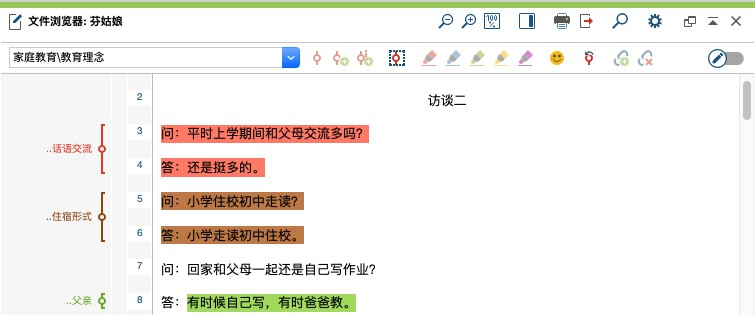 文件浏览器: 芬姑娘
100%
家庭教育\教育理念
2 访谈二
..话语交流
3 问：平时上学期间和父母交流多吗？
4 答：还是挺多的。
..住宿形式
5 问：小学住校初中走读？
6 答：小学走读初中住校。
7 问：回家和父母一起还是自己写作业？
..父亲
8 答：有时候自己写，有时爸爸教。